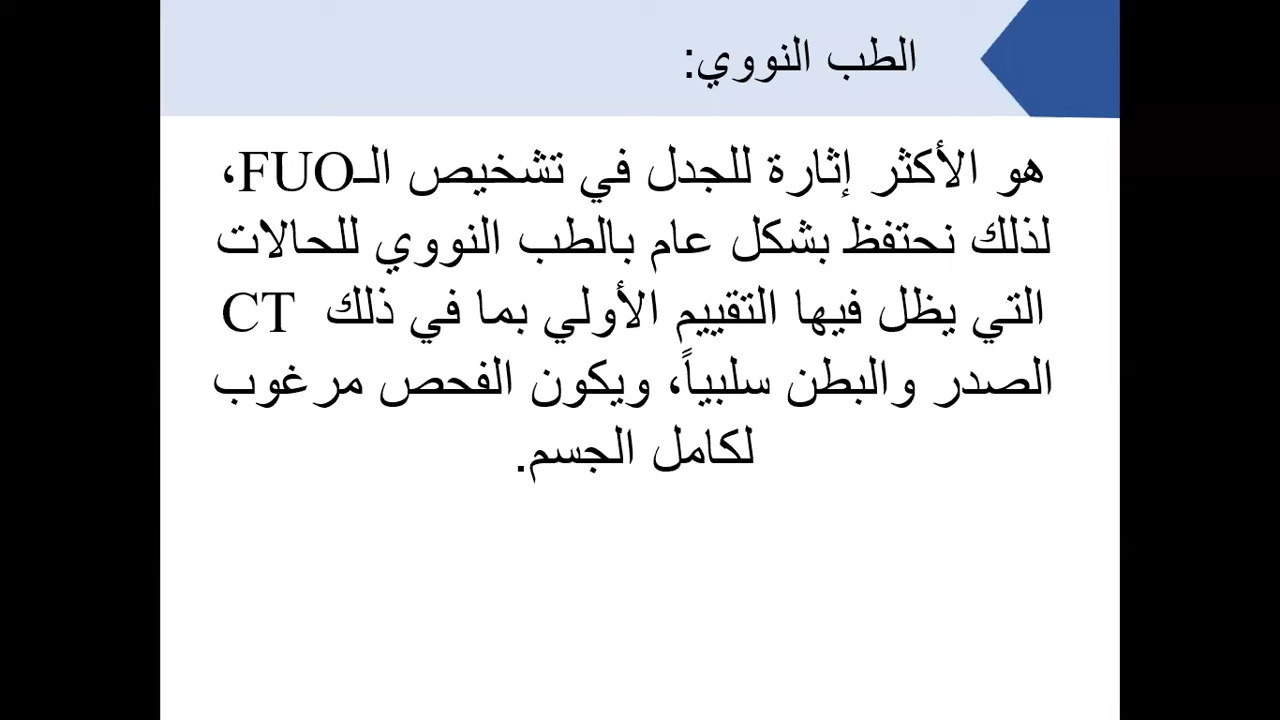 الطب النووي:
هو الأكثر إثارة للجدل في تشخيص الـFUO،
لذلك نحتفظ بشكل عام بالطب النووي للحالات
التي يظل فيها التقييم الأولي بما في ذلك CT
الصدر والبطن سلبياً، ويكون الفحص مرغوب
لكامل الجسم.